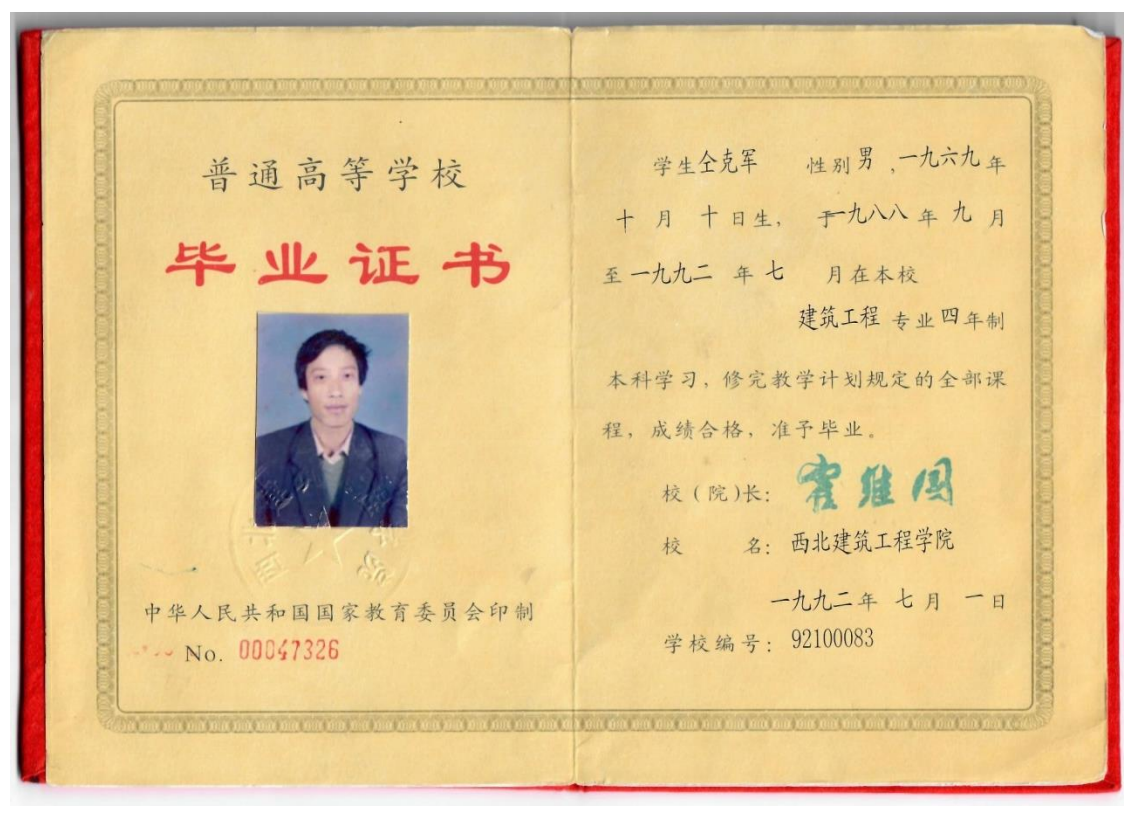 普通高等学校
毕业证书
中华人民共和国国家教育委员会印制
No. 00047326
学生仝克军 性别男，一九六九年
十月十日生，于一九八八年九月
至一九九二年七月在本校
建筑工程专业四年制
本科学习，修完教学计划规定的全部课
程，成绩合格，准予毕业。
校(院)长：霍维国
校名：西北建筑工程学院
一九九二年七月一日
学校编号：92100083